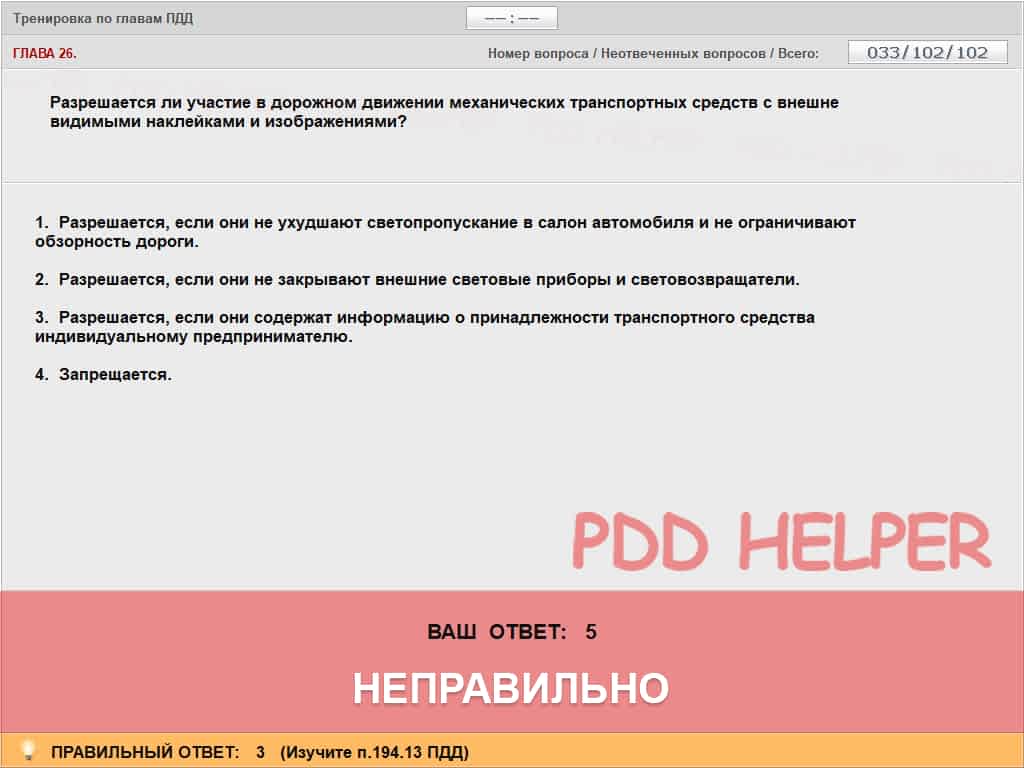 Тренировка по главам ПДД
—— : ——
ГЛАВА 26.
Номер вопроса / Неотвеченных вопросов / Всего:
033/102/102
Разрешается ли участие в дорожном движении механических транспортных средств с внешне
видимыми наклейками и изображениями?
1. Разрешается, если они не ухудшают светопропускание в салон автомобиля и не ограничивают
обзорность дороги.
2. Разрешается, если они не закрывают внешние световые приборы и световозвращатели.
3. Разрешается, если они содержат информацию о принадлежности транспортного средства
индивидуальному предпринимателю.
4. Запрещается.
PDD HELPER
ВАШ ОТВЕТ: 5
НЕПРАВИЛЬНО
ПРАВИЛЬНЫЙ ОТВЕТ: 3 (Изучите п.194.13 ПДД)